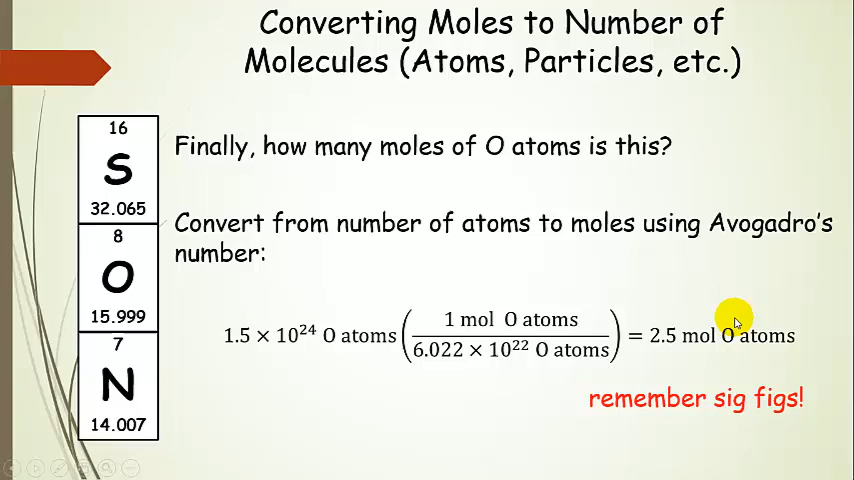 Converting Moles to Number of
Molecules (Atoms, Particles, etc.)
16
S
32.065
8
O
15.999
7
N
14.007
Finally, how many moles of O atoms is this?
Convert from number of atoms to moles using Avogadro's
number:
1.5 × 10²⁴ O atoms (1 mol O atoms / 6.022 × 10²² O atoms) = 2.5 mol O atoms
remember sig figs!